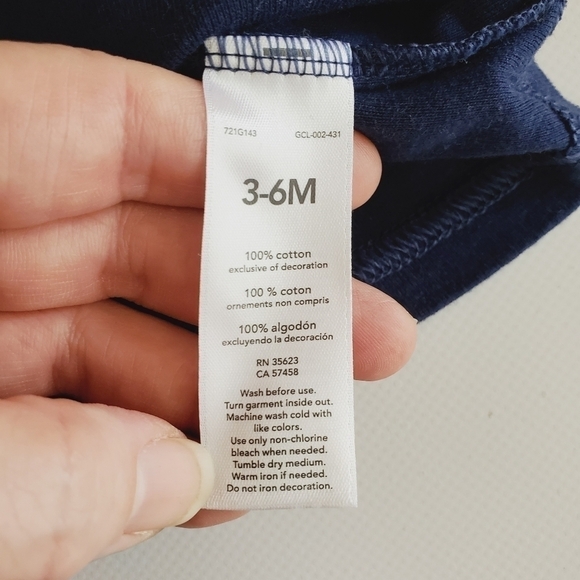 721G143 GCL-002-431
3-6M
100% cotton
exclusive of decoration
100 % coton
ornements non compris
100% algodón
excluyendo la decoración
RN 35623
CA 57458
Wash before use.
Turn garment inside out.
Machine wash cold with
like colors.
Use only non-chlorine
bleach when needed.
Tumble dry medium.
Warm iron if needed.
Do not iron decoration.